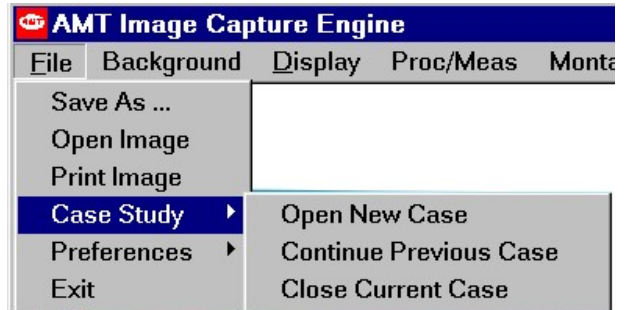 AMT Image Capture Engine
File Background Display Proc/Meas
Save As ...
Open Image
Print Image
Case Study
Open New Case
Preferences
Continue Previous Case
Exit
Close Current Case